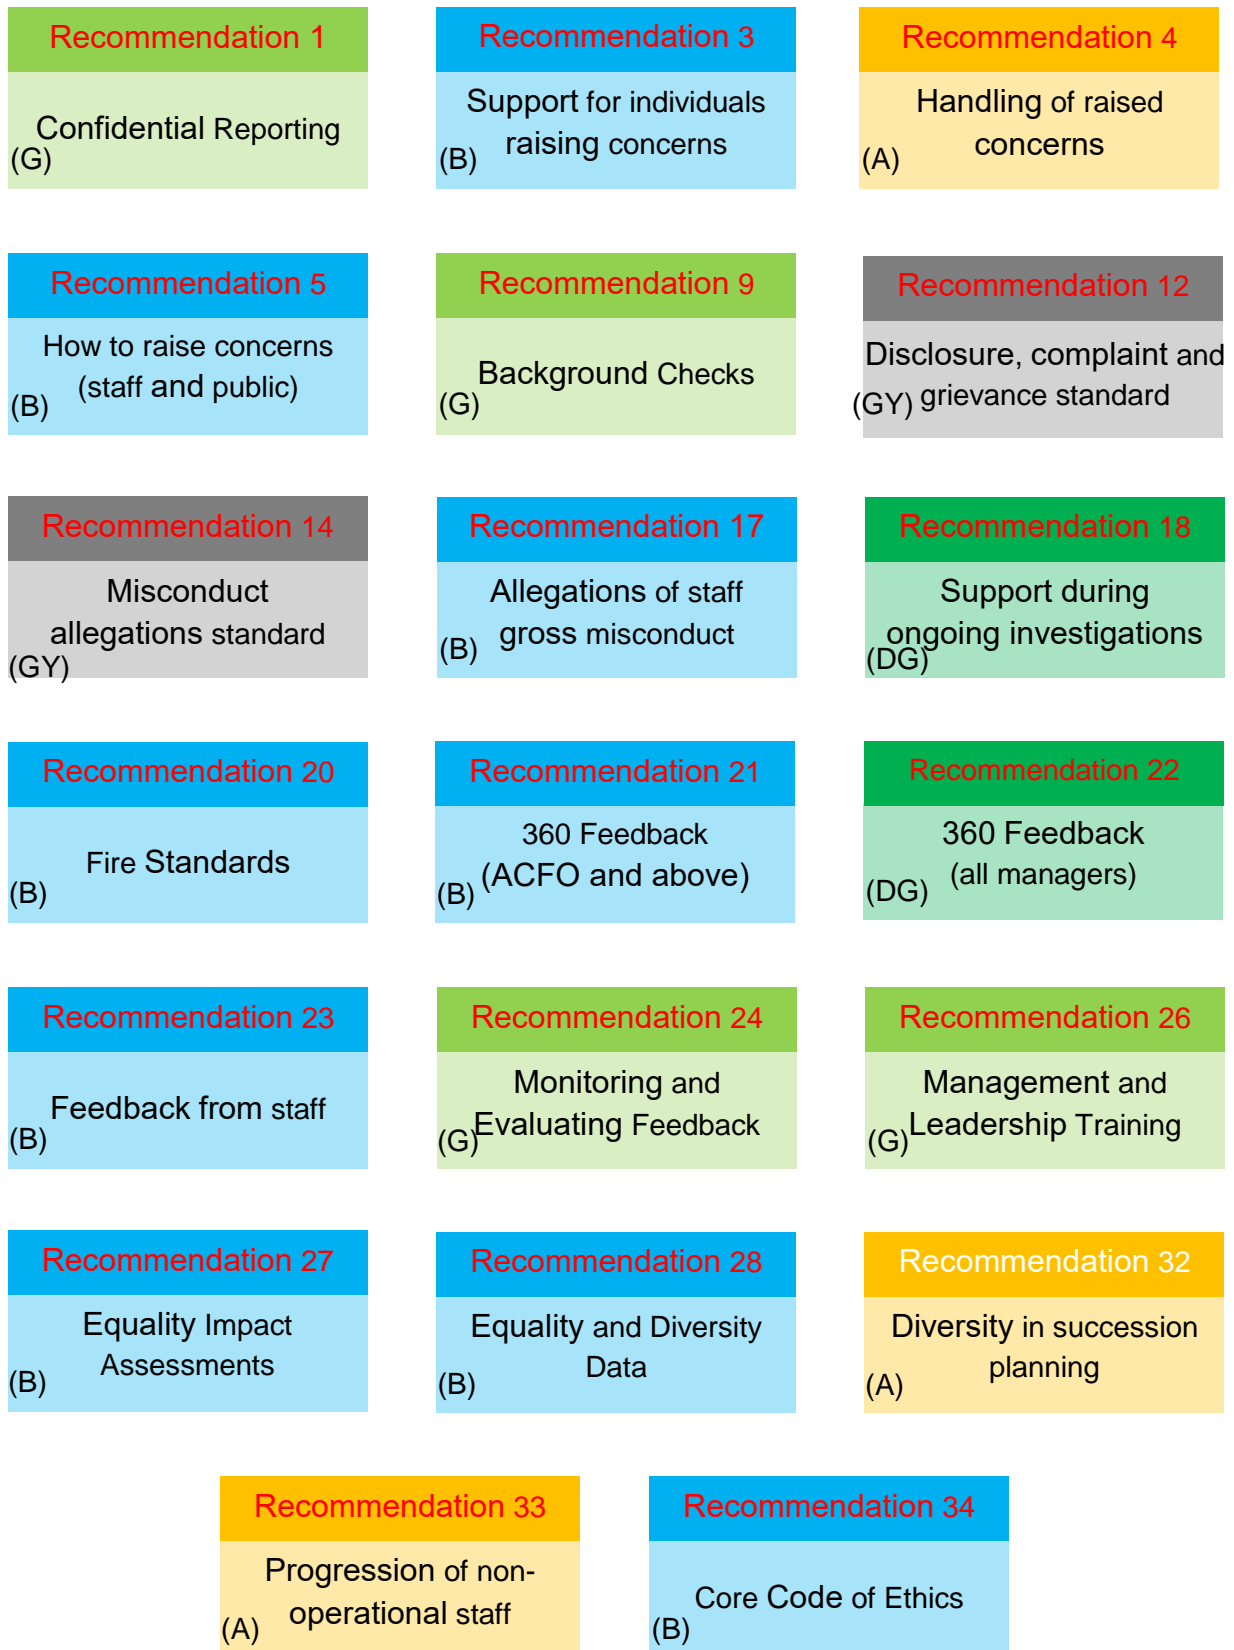 Recommendation 1
Confidential Reporting
(G)
Recommendation 3
Support for individuals
raising concerns
(B)
Recommendation 4
Handling of raised
concerns
(A)
Recommendation 5
How to raise concerns
(staff and public)
(B)
Recommendation 9
Background Checks
(G)
Recommendation 12
Disclosure, complaint and
grievance standard
(GY)
Recommendation 14
Misconduct
allegations standard
(GY)
Recommendation 17
Allegations of staff
gross misconduct
(B)
Recommendation 18
Support during
ongoing investigations
(DG)
Recommendation 20
Fire Standards
(B)
Recommendation 21
360 Feedback
(ACFO and above)
(B)
Recommendation 22
360 Feedback
(all managers)
(DG)
Recommendation 23
Feedback from staff
(B)
Recommendation 24
Monitoring and
Evaluating Feedback
(G)
Recommendation 26
Management and
Leadership Training
(G)
Recommendation 27
Equality Impact
Assessments
(B)
Recommendation 28
Equality and Diversity
Data
(B)
Recommendation 32
Diversity in succession
planning
(A)
Recommendation 33
Progression of non-
operational staff
(A)
Recommendation 34
Core Code of Ethics
(B)